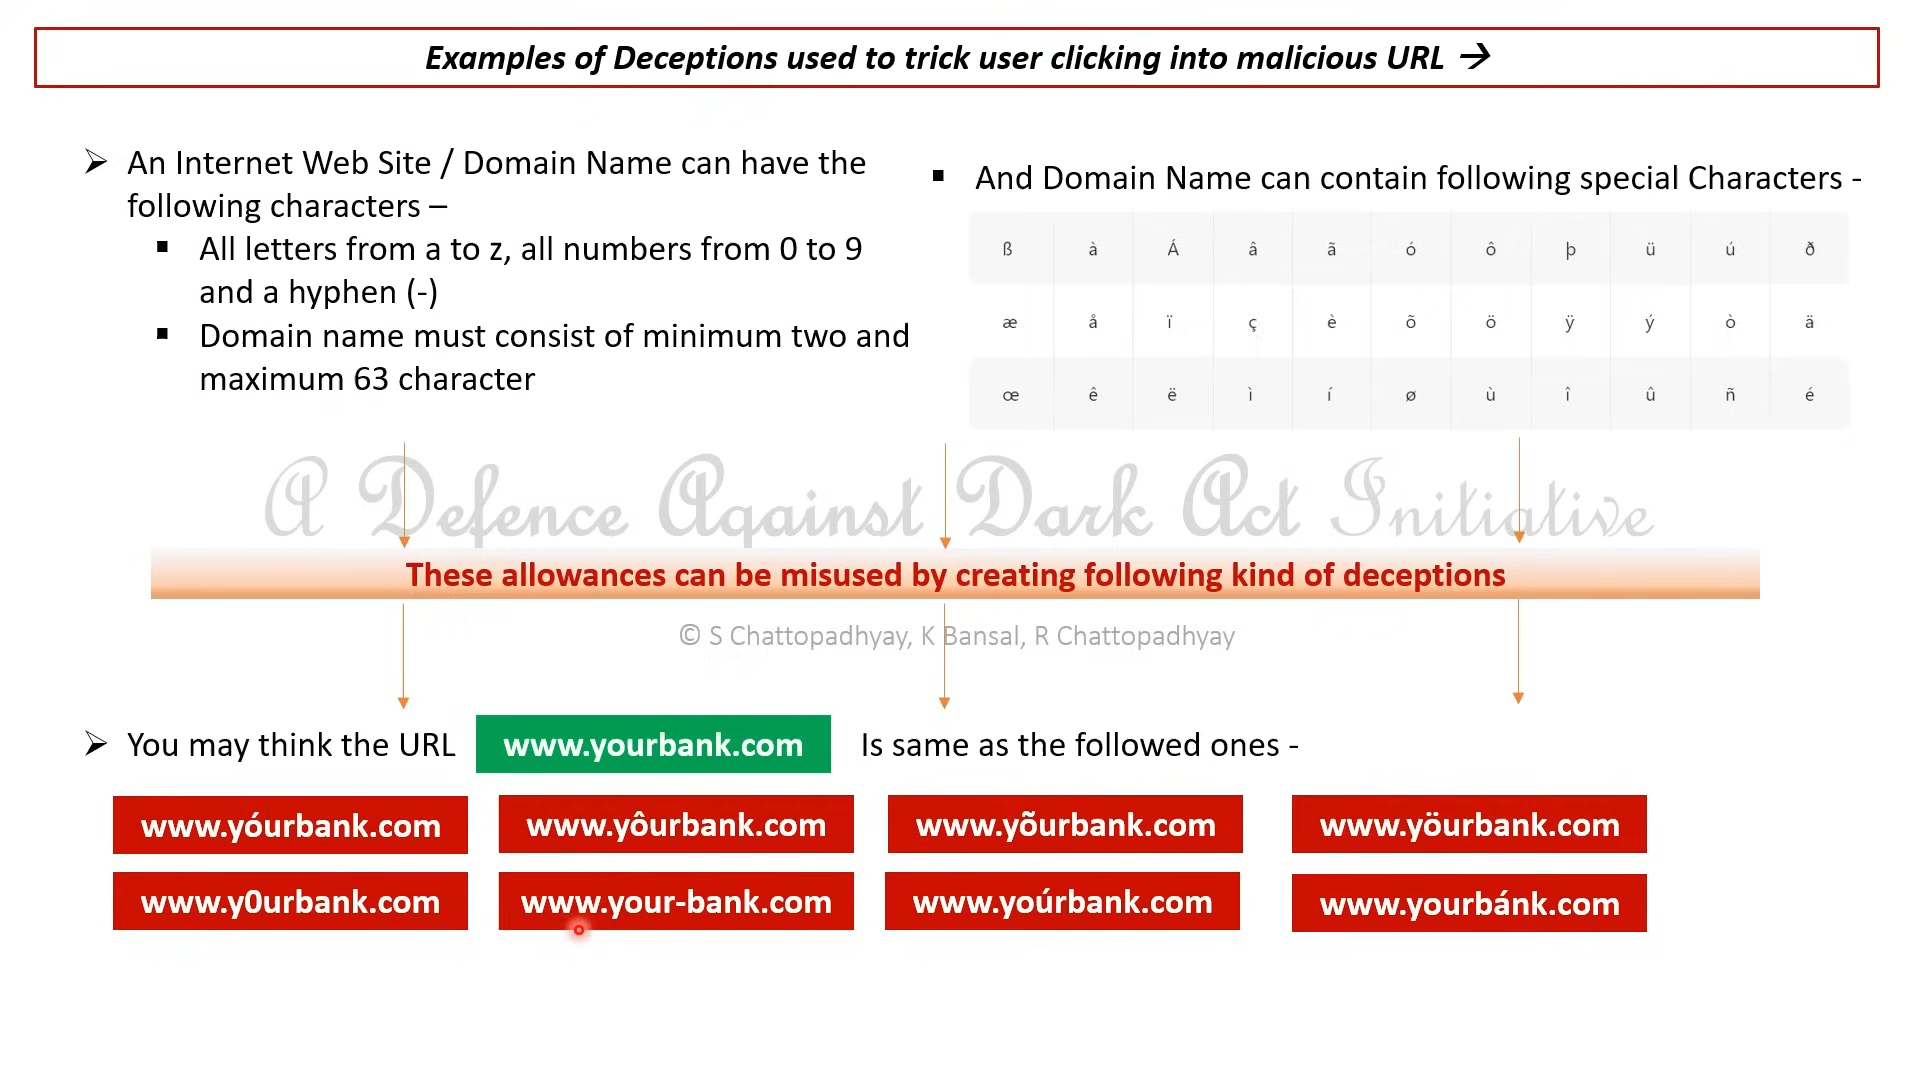 Examples of Deceptions used to trick user clicking into malicious URL →
➢ An Internet Web Site / Domain Name can have the
following characters –
▪ All letters from a to z, all numbers from 0 to 9
and a hyphen (-)
▪ Domain name must consist of minimum two and
maximum 63 character
▪ And Domain Name can contain following special Characters -
ß à Á â ã ó ô þ ü ú ð
æ å ï ç è õ ö ÿ ý ò ä
œ ê ë ì í ø ù î û ñ é
A Defence Against Dark Act Initiative
These allowances can be misused by creating following kind of deceptions
© S Chattopadhyay, K Bansal, R Chattopadhyay
➢ You may think the URL www.yourbank.com Is same as the followed ones -
www.yóurbank.com www.yôurbank.com www.yõurbank.com www.yöurbank.com
www.y0urbank.com www.your-bank.com www.yoúrbank.com www.yourbánk.com